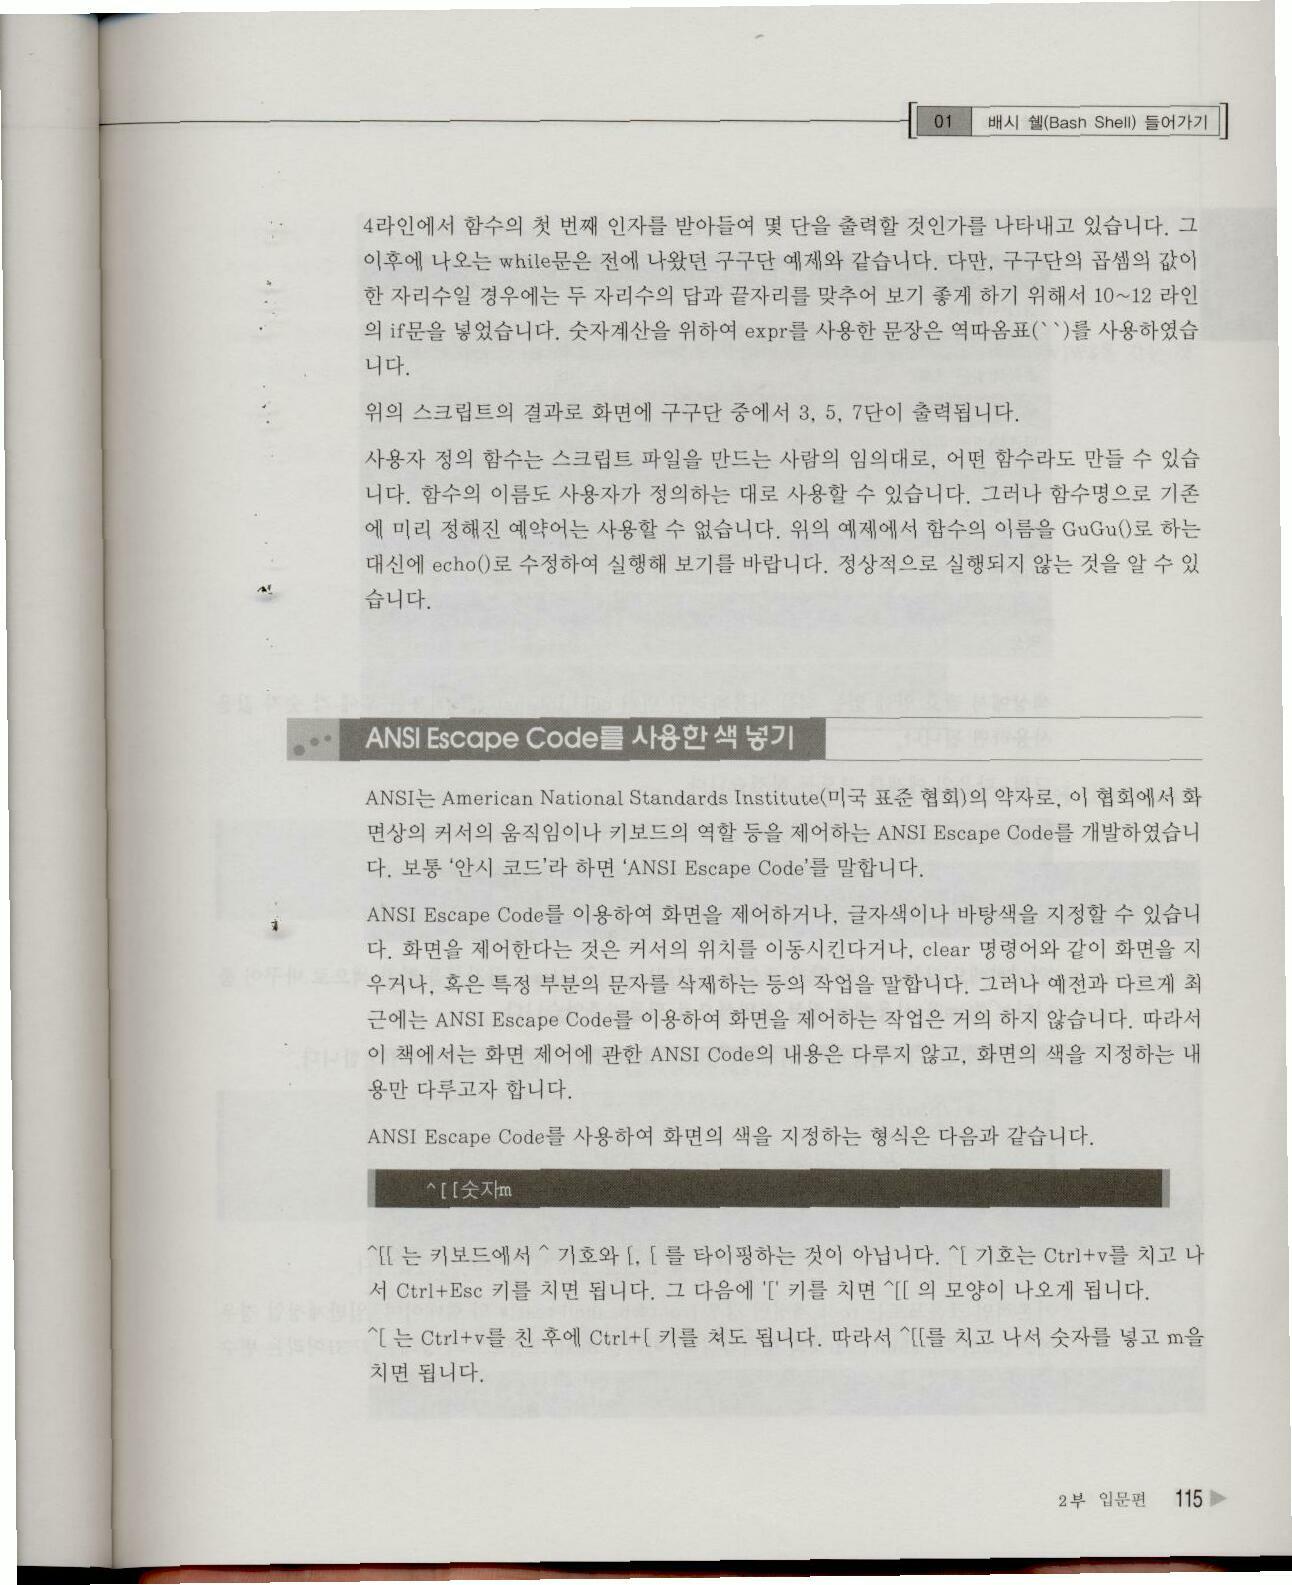 01 배시 쉘(Bash Shell) 들어가기
4라인에서 함수의 첫 번째 인자를 받아들여 몇 단을 출력할 것인가를 나타내고 있습니다. 그
이후에 나오는 while문은 전에 나왔던 구구단 예제와 같습니다. 다만, 구구단의 곱셈의 값이
한 자리수일 경우에는 두 자리수의 답과 끝자리를 맞추어 보기 좋게 하기 위해서 10~12 라인
의 if문을 넣었습니다. 숫자계산을 위하여 expr를 사용한 문장은 역따옴표(``)를 사용하였습
니다.
위의 스크립트의 결과로 화면에 구구단 중에서 3, 5, 7단이 출력됩니다.
사용자 정의 함수는 스크립트 파일을 만드는 사람의 임의대로, 어떤 함수라도 만들 수 있습
니다. 함수의 이름도 사용자가 정의하는 대로 사용할 수 있습니다. 그러나 함수명으로 기존
에 미리 정해진 예약어는 사용할 수 없습니다. 위의 예제에서 함수의 이름을 GuGu()로 하는
대신에 echo()로 수정하여 실행해 보기를 바랍니다. 정상적으로 실행되지 않는 것을 알 수 있
습니다.
ANSI Escape Code를 사용한 색 넣기
ANSI는 American National Standards Institute(미국 표준 협회)의 약자로, 이 협회에서 화
면상의 커서의 움직임이나 키보드의 역할 등을 제어하는 ANSI Escape Code를 개발하였습니
다. 보통 '안시 코드'라 하면 'ANSI Escape Code'를 말합니다.
ANSI Escape Code를 이용하여 화면을 제어하거나, 글자색이나 바탕색을 지정할 수 있습니
다. 화면을 제어한다는 것은 커서의 위치를 이동시킨다거나, clear 명령어와 같이 화면을 지
우거나, 혹은 특정 부분의 문자를 삭제하는 등의 작업을 말합니다. 그러나 예전과 다르게 최
근에는 ANSI Escape Code를 이용하여 화면을 제어하는 작업은 거의 하지 않습니다. 따라서
이 책에서는 화면 제어에 관한 ANSI Code의 내용은 다루지 않고, 화면의 색을 지정하는 내
용만 다루고자 합니다.
ANSI Escape Code를 사용하여 화면의 색을 지정하는 형식은 다음과 같습니다.
^[[숫자m
^[[ 는 키보드에서 ^ 기호와 [, [ 를 타이핑하는 것이 아닙니다. ^[ 기호는 Ctrl+v를 치고 나
서 Ctrl+Esc 키를 치면 됩니다. 그 다음에 '[' 키를 치면 ^[[ 의 모양이 나오게 됩니다.
^[ 는 Ctrl+v를 친 후에 Ctrl+[ 키를 쳐도 됩니다. 따라서 ^[[를 치고 나서 숫자를 넣고 m을
치면 됩니다.
2부 입문편 115